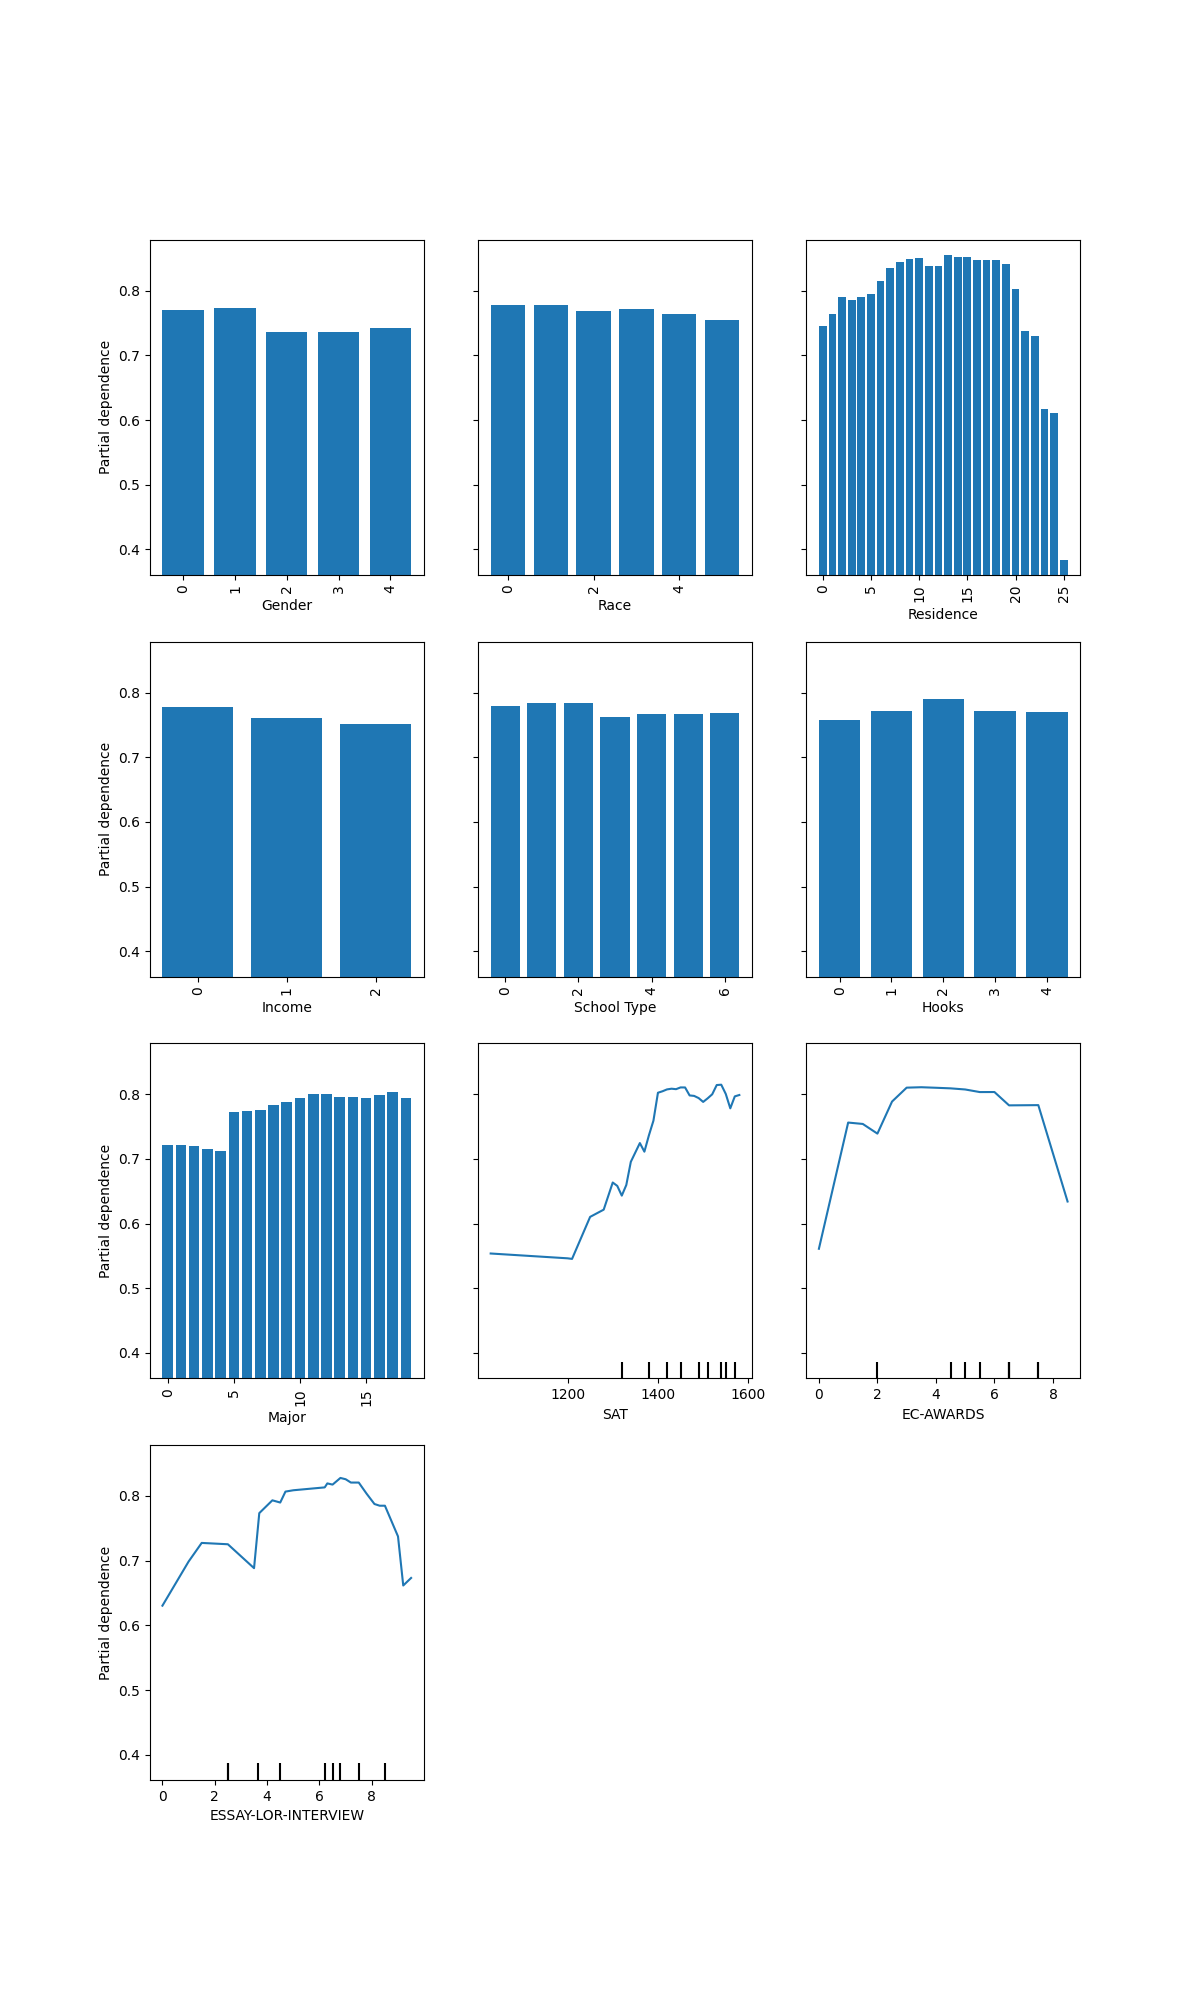 Partial dependence
0.8
0.7
0.6
0.5
0.4
0 1 2 3 4
Gender
0 2 4
Race
0 5 10 15 20 25
Residence
Partial dependence
0.8
0.7
0.6
0.5
0.4
0 1 2
Income
0 2 4 6
School Type
0 1 2 3 4
Hooks
Partial dependence
0.8
0.7
0.6
0.5
0.4
0 5 10 15
Major
1200 1400 1600
SAT
0 2 4 6 8
EC-AWARDS
Partial dependence
0.8
0.7
0.6
0.5
0.4
0 2 4 6 8
ESSAY-LOR-INTERVIEW